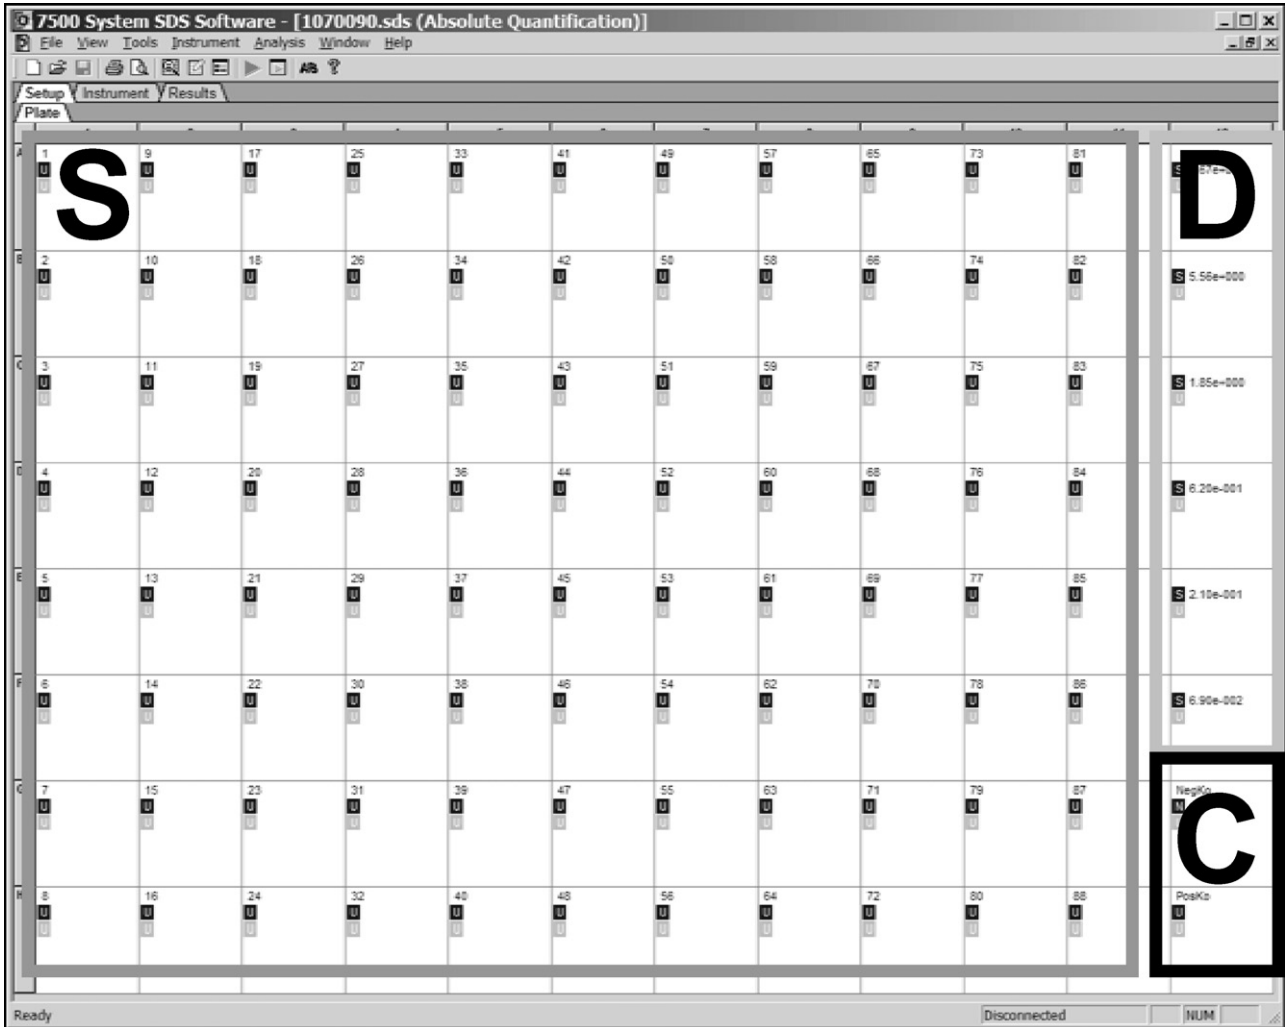 7500 System SDS Software - [1070090.sds (Absolute Quantification)]
File View Tools Instrument Analysis Window Help
Setup Instrument Results
Plate
S D
1 9 17 25 33 41 49 57 65 73 81
U U U U U U U U U U U S
U U U U U U U U U U U
2 10 18 26 34 42 50 58 66 74 82
U U U U U U U U U U U S 5.56e+000
U U U U U U U U U U U U
3 11 19 27 35 43 51 59 67 75 83
U U U U U U U U U U U S 1.85e+000
U U U U U U U U U U U U
4 12 20 28 36 44 52 60 68 76 84
U U U U U U U U U U U S 6.20e-001
U U U U U U U U U U U U
5 13 21 29 37 45 53 61 69 77 85
U U U U U U U U U U U S 2.10e-001
U U U U U U U U U U U U
6 14 22 30 38 46 54 62 70 78 86
U U U U U U U U U U U S 6.90e-002
U U U U U U U U U U U U
7 15 23 31 39 47 55 63 71 79 87 NegKo
U U U U U U U U U U U N
U U U U U U U U U U U
C
8 16 24 32 40 48 56 64 72 80 88 PosKo
U U U U U U U U U U U U
U U U U U U U U U U U U
Ready Disconnected NUM